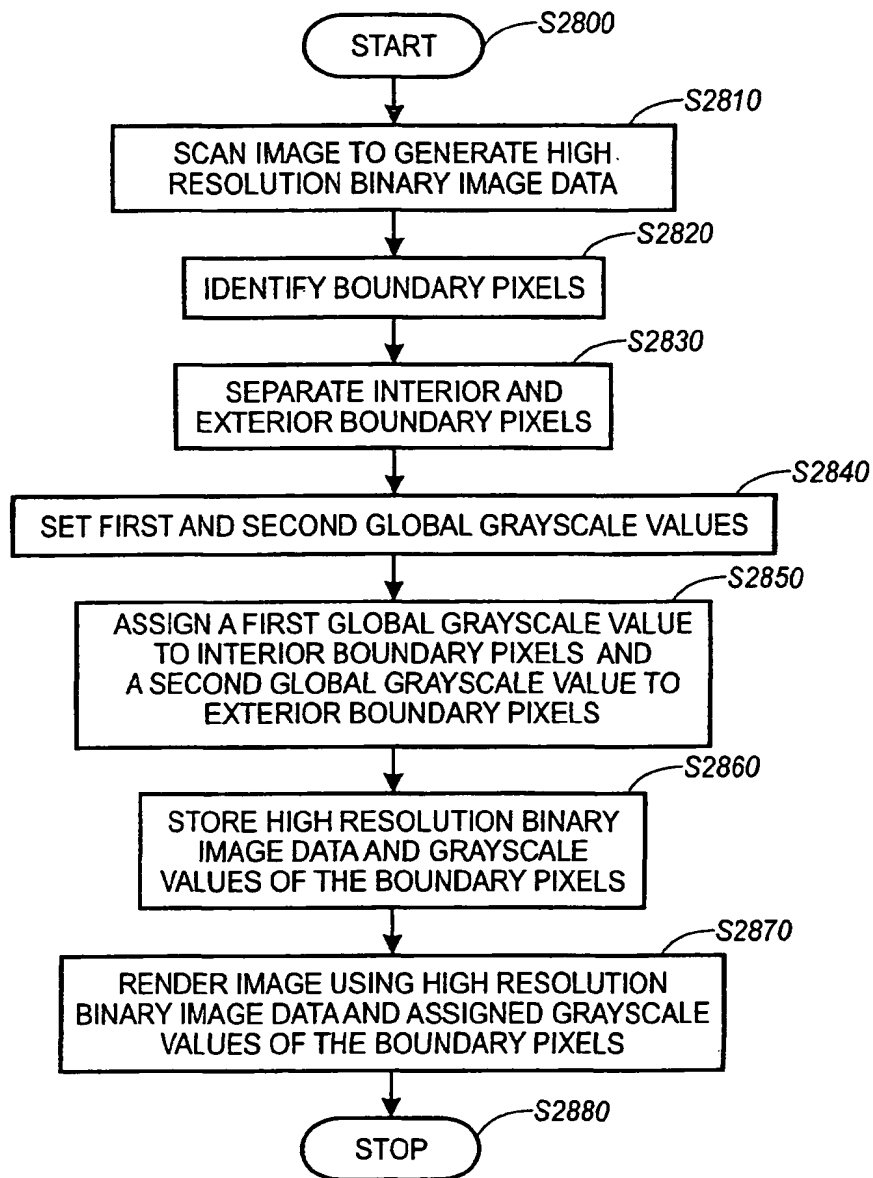 S2800
START
S2810
SCAN IMAGE TO GENERATE HIGH
RESOLUTION BINARY IMAGE DATA
S2820
IDENTIFY BOUNDARY PIXELS
S2830
SEPARATE INTERIOR AND
EXTERIOR BOUNDARY PIXELS
S2840
SET FIRST AND SECOND GLOBAL GRAYSCALE VALUES
S2850
ASSIGN A FIRST GLOBAL GRAYSCALE VALUE
TO INTERIOR BOUNDARY PIXELS AND
A SECOND GLOBAL GRAYSCALE VALUE TO
EXTERIOR BOUNDARY PIXELS
S2860
STORE HIGH RESOLUTION BINARY
IMAGE DATA AND GRAYSCALE
VALUES OF THE BOUNDARY PIXELS
S2870
RENDER IMAGE USING HIGH RESOLUTION
BINARY IMAGE DATA AND ASSIGNED GRAYSCALE
VALUES OF THE BOUNDARY PIXELS
S2880
STOP